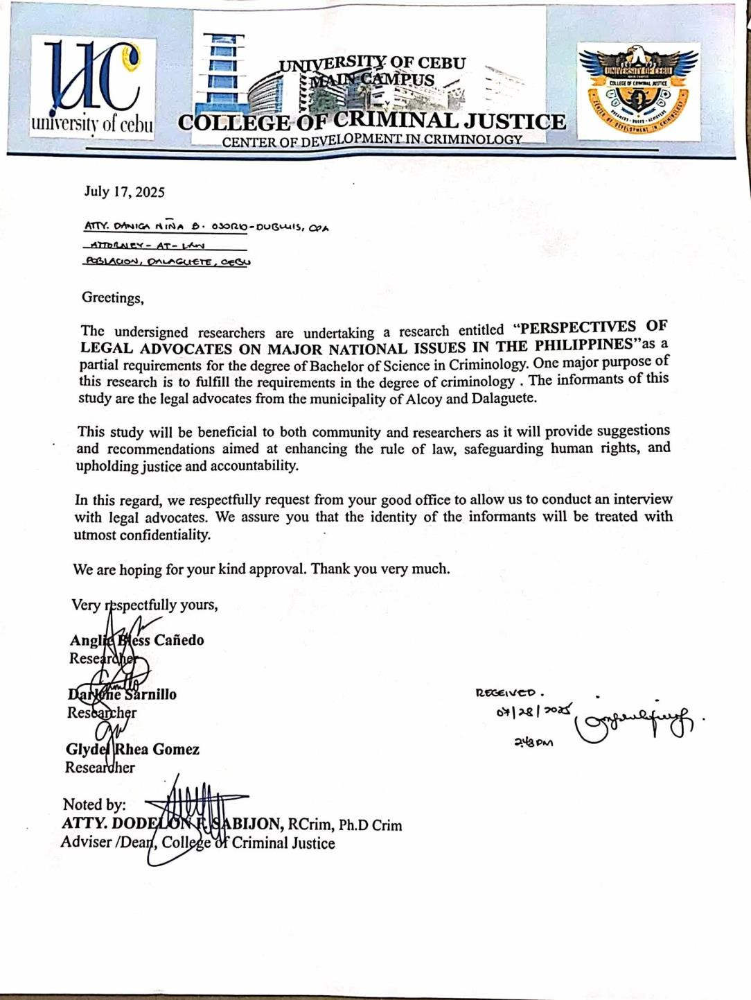 UC
university of cebu
UNIVERSITY OF CEBU
MAIN CAMPUS
COLLEGE OF CRIMINAL JUSTICE
CENTER OF DEVELOPMENT IN CRIMINOLOGY
UNIVERSITY OF CEBU
MAIN CAMPUS
COLLEGE OF CRIMINAL JUSTICE
CENTER OF DEVELOPMENT IN CRIMINOLOGY
July 17, 2025
ATTY. DANICA NIÑA B. OSORIO-DUBLUIS, CPA
ATTORNEY-AT-LAW
POBLACION, DALAGUETE, CEBU
Greetings,
The undersigned researchers are undertaking a research entitled “PERSPECTIVES OF
LEGAL ADVOCATES ON MAJOR NATIONAL ISSUES IN THE PHILIPPINES”as a
partial requirements for the degree of Bachelor of Science in Criminology. One major purpose of
this research is to fulfill the requirements in the degree of criminology . The informants of this
study are the legal advocates from the municipality of Alcoy and Dalaguete.
This study will be beneficial to both community and researchers as it will provide suggestions
and recommendations aimed at enhancing the rule of law, safeguarding human rights, and
upholding justice and accountability.
In this regard, we respectfully request from your good office to allow us to conduct an interview
with legal advocates. We assure you that the identity of the informants will be treated with
utmost confidentiality.
We are hoping for your kind approval. Thank you very much.
Very respectfully yours,
Anglie Bless Cañedo
Researcher
Darlene Sarnillo
Researcher
Glydel Rhea Gomez
Researcher
RECEIVED.
07/28/2025
2:43 PM
Noted by:
ATTY. DODELON F. SABIJON, RCrim, Ph.D Crim
Adviser /Dean, College of Criminal Justice